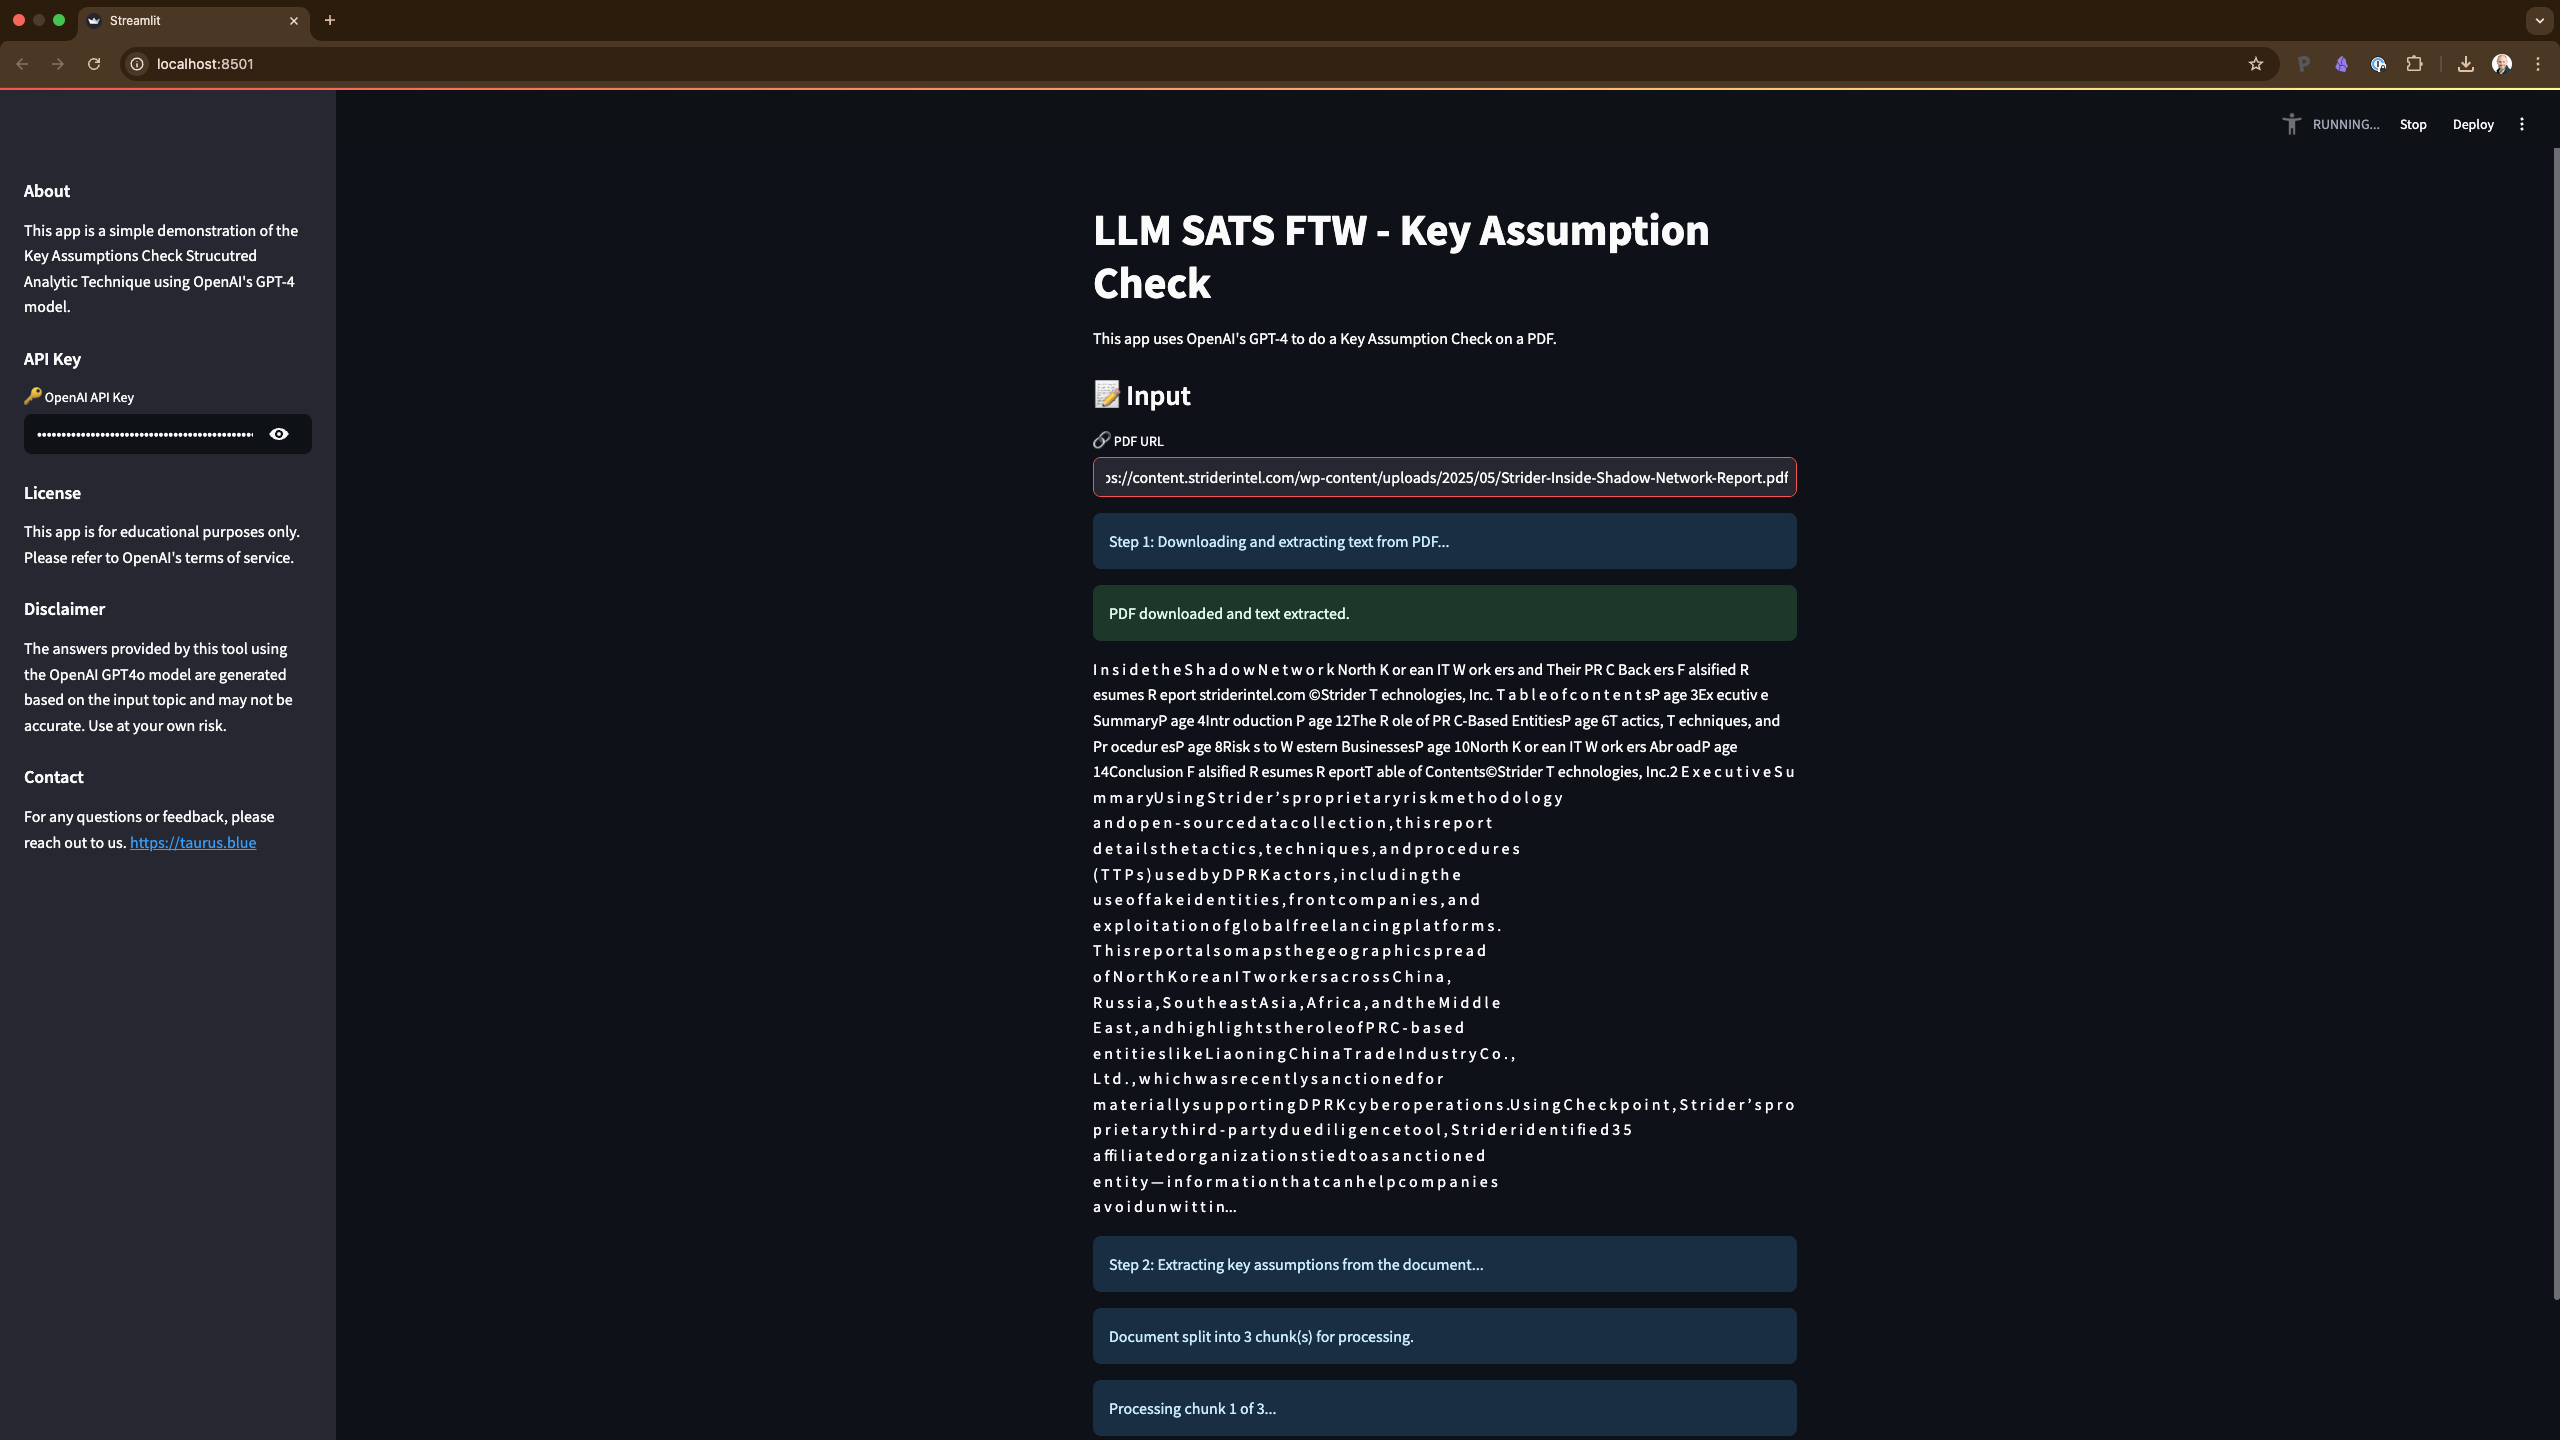 Streamlit
localhost:8501
RUNNING...
Stop
Deploy
About
This app is a simple demonstration of the
Key Assumptions Check Strucutred
Analytic Technique using OpenAI's GPT-4
model.
API Key
🔑 OpenAI API Key
License
This app is for educational purposes only.
Please refer to OpenAI's terms of service.
Disclaimer
The answers provided by this tool using
the OpenAI GPT4o model are generated
based on the input topic and may not be
accurate. Use at your own risk.
Contact
For any questions or feedback, please
reach out to us. https://taurus.blue
LLM SATS FTW - Key Assumption
Check
This app uses OpenAI's GPT-4 to do a Key Assumption Check on a PDF.
📝 Input
🔗 PDF URL
os://content.striderintel.com/wp-content/uploads/2025/05/Strider-Inside-Shadow-Network-Report.pdf
Step 1: Downloading and extracting text from PDF...
PDF downloaded and text extracted.
I n s i d e t h e S h a d o w N e t w o r k North K or ean IT W ork ers and Their PR C Back ers F alsified R
esumes R eport striderintel.com ©Strider T echnologies, Inc. T a b l e o f c o n t e n t sP age 3Ex ecutiv e
SummaryP age 4Intr oduction P age 12The R ole of PR C-Based EntitiesP age 6T actics, T echniques, and
Pr ocedur esP age 8Risk s to W estern BusinessesP age 10North K or ean IT W ork ers Abr oadP age
14Conclusion F alsified R esumes R eportT able of Contents©Strider T echnologies, Inc.2 E x e c u t i v e S u
m m a r yU s i n g S t r i d e r ’ s p r o p r i e t a r y r i s k m e t h o d o l o g y
a n d o p e n - s o u r c e d a t a c o l l e c t i o n , t h i s r e p o r t
d e t a i l s t h e t a c t i c s , t e c h n i q u e s , a n d p r o c e d u r e s
( T T P s ) u s e d b y D P R K a c t o r s , i n c l u d i n g t h e
u s e o f f a k e i d e n t i t i e s , f r o n t c o m p a n i e s , a n d
e x p l o i t a t i o n o f g l o b a l f r e e l a n c i n g p l a t f o r m s .
T h i s r e p o r t a l s o m a p s t h e g e o g r a p h i c s p r e a d
o f N o r t h K o r e a n I T w o r k e r s a c r o s s C h i n a ,
R u s s i a , S o u t h e a s t A s i a , A f r i c a , a n d t h e M i d d l e
E a s t , a n d h i g h l i g h t s t h e r o l e o f P R C - b a s e d
e n t i t i e s l i k e L i a o n i n g C h i n a T r a d e I n d u s t r y C o . ,
L t d . , w h i c h w a s r e c e n t l y s a n c t i o n e d f o r
m a t e r i a l l y s u p p o r t i n g D P R K c y b e r o p e r a t i o n s .U s i n g C h e c k p o i n t , S t r i d e r ’ s p r o
p r i e t a r y t h i r d - p a r t y d u e d i l i g e n c e t o o l , S t r i d e r i d e n t i fi e d 3 5
a ffi l i a t e d o r g a n i z a t i o n s t i e d t o a s a n c t i o n e d
e n t i t y — i n f o r m a t i o n t h a t c a n h e l p c o m p a n i e s
a v o i d u n w i t t i n...
Step 2: Extracting key assumptions from the document...
Document split into 3 chunk(s) for processing.
Processing chunk 1 of 3...